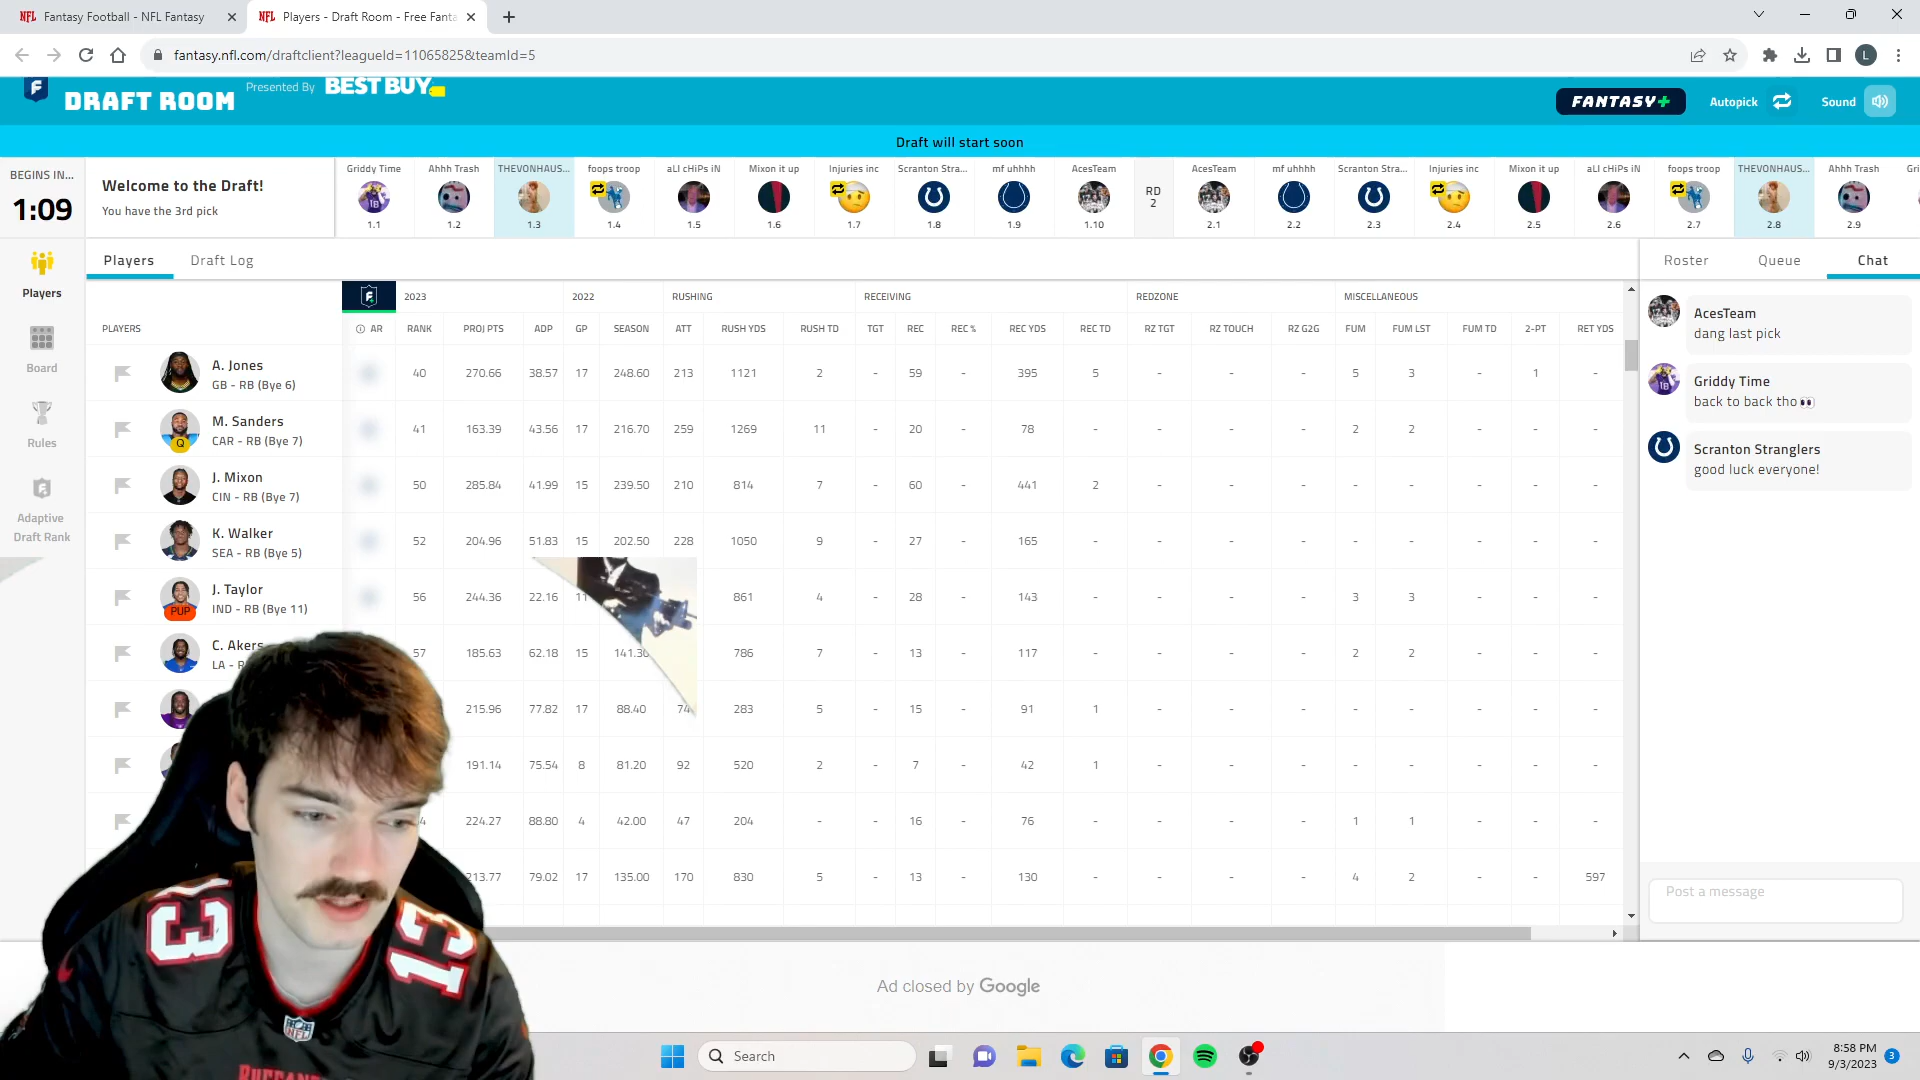 Fantasy Football - NFL Fantasy
Players - Draft Room - Free Fanta
fantasy.nfl.com/draftclient?leagueId=11065825&teamId=5
L
DRAFT ROOM
Presented By BEST BUY
FANTASY+
Autopick
Sound
Draft will start soon
BEGINS IN...
1:09
Welcome to the Draft!
You have the 3rd pick
Griddy Time Ahhh Trash THEVONHAUS... foops troop aLl cHiPs iN Mixon it up Injuries inc Scranton Stra... mf uhhhh AcesTeam RD 2 AcesTeam mf uhhhh Scranton Stra... Injuries inc Mixon it up aLl cHiPs iN foops troop THEVONHAUS... Ahhh Trash Gri
1.1 1.2 1.3 1.4 1.5 1.6 1.7 1.8 1.9 1.10 2.1 2.2 2.3 2.4 2.5 2.6 2.7 2.8 2.9
Players
Board
Rules
Adaptive
Draft Rank
Players Draft Log
2023 2022 RUSHING RECEIVING REDZONE MISCELLANEOUS
PLAYERS AR RANK PROJ PTS ADP GP SEASON ATT RUSH YDS RUSH TD TGT REC REC % REC YDS REC TD RZ TGT RZ TOUCH RZ G2G FUM FUM LST FUM TD 2-PT RET YDS
A. Jones
GB - RB (Bye 6)
40 270.66 38.57 17 248.60 213 1121 2 - 59 - 395 5 - - - 5 3 - 1 -
M. Sanders
Q
CAR - RB (Bye 7)
41 163.39 43.56 17 216.70 259 1269 11 - 20 - 78 - - - - 2 2 - - -
J. Mixon
CIN - RB (Bye 7)
50 285.84 41.99 15 239.50 210 814 7 - 60 - 441 2 - - - - - - - -
K. Walker
SEA - RB (Bye 5)
52 204.96 51.83 15 202.50 228 1050 9 - 27 - 165 - - - - - - - - -
J. Taylor
PUP
IND - RB (Bye 11)
56 244.36 22.16 11 861 4 - 28 - 143 - - - - 3 3 - - -
C. Akers
LA - R
57 185.63 62.18 15 141.30 786 7 - 13 - 117 - - - - 2 2 - - -
215.96 77.82 17 88.40 74 283 5 - 15 - 91 1 - - - - - - - -
191.14 75.54 8 81.20 92 520 2 - 7 - 42 1 - - - - - - - -
4 224.27 88.80 4 42.00 47 204 - - 16 - 76 - - - - 1 1 - - -
213.77 79.02 17 135.00 170 830 5 - 13 - 130 - - - - 4 2 - - 597
Roster Queue Chat
AcesTeam
dang last pick
Griddy Time
back to back tho👀
Scranton Stranglers
good luck everyone!
Post a message
Ad closed by Google
13
13
NFL
BUCCANE
Search
8:58 PM
9/3/2023
3